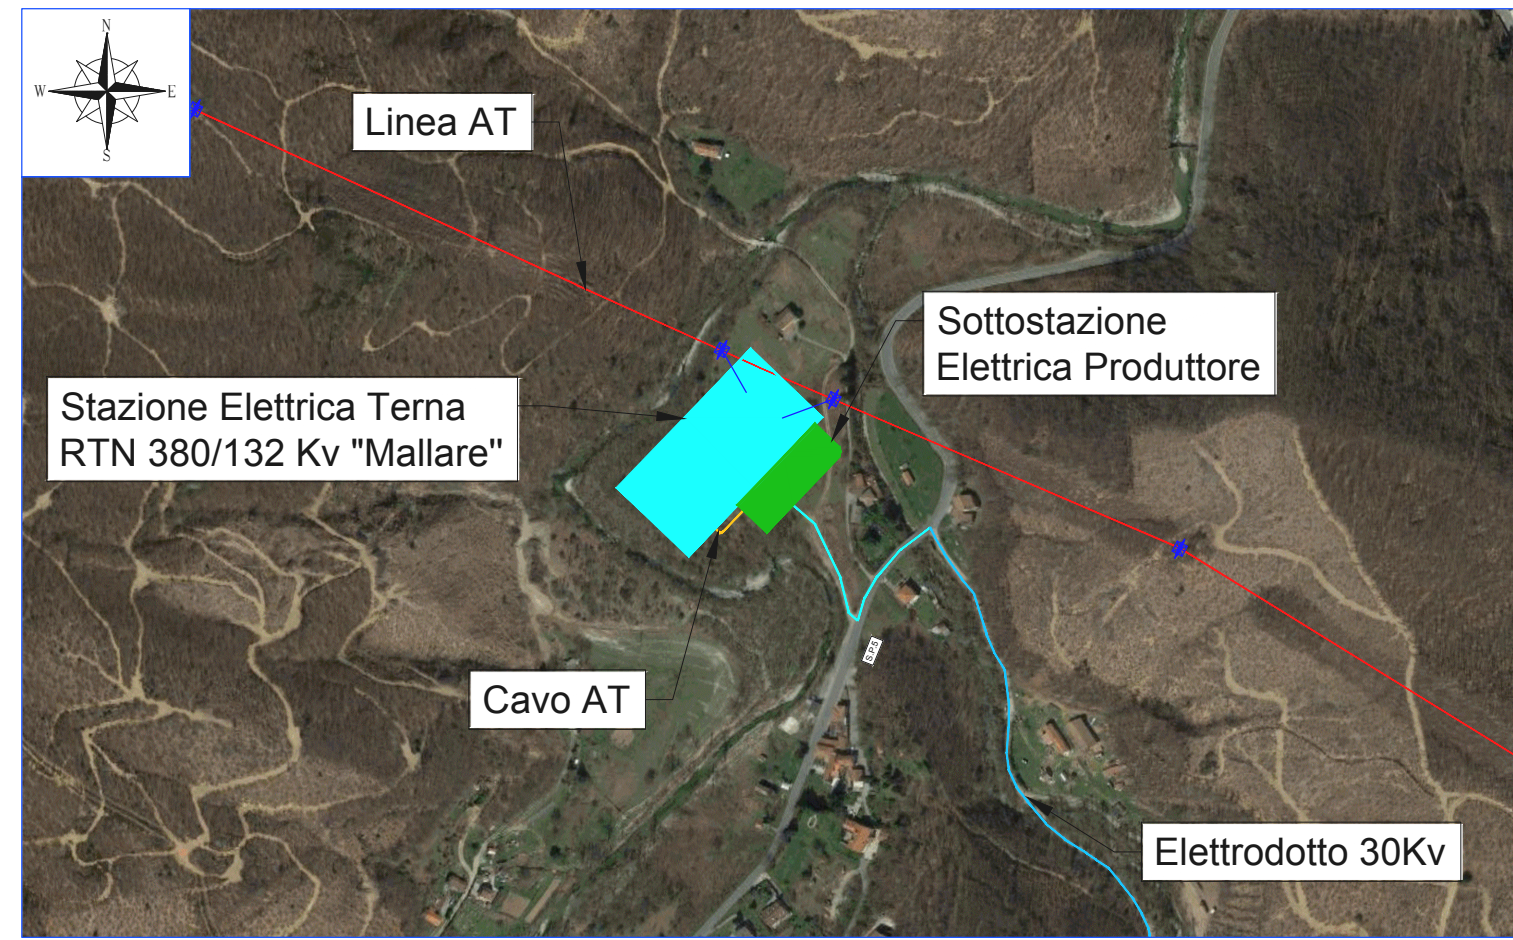 N
W
E
S
Linea AT
Sottostazione
Elettrica Produttore
Stazione Elettrica Terna
RTN 380/132 Kv "Mallare"
S.P.5
Cavo AT
Elettrodotto 30Kv